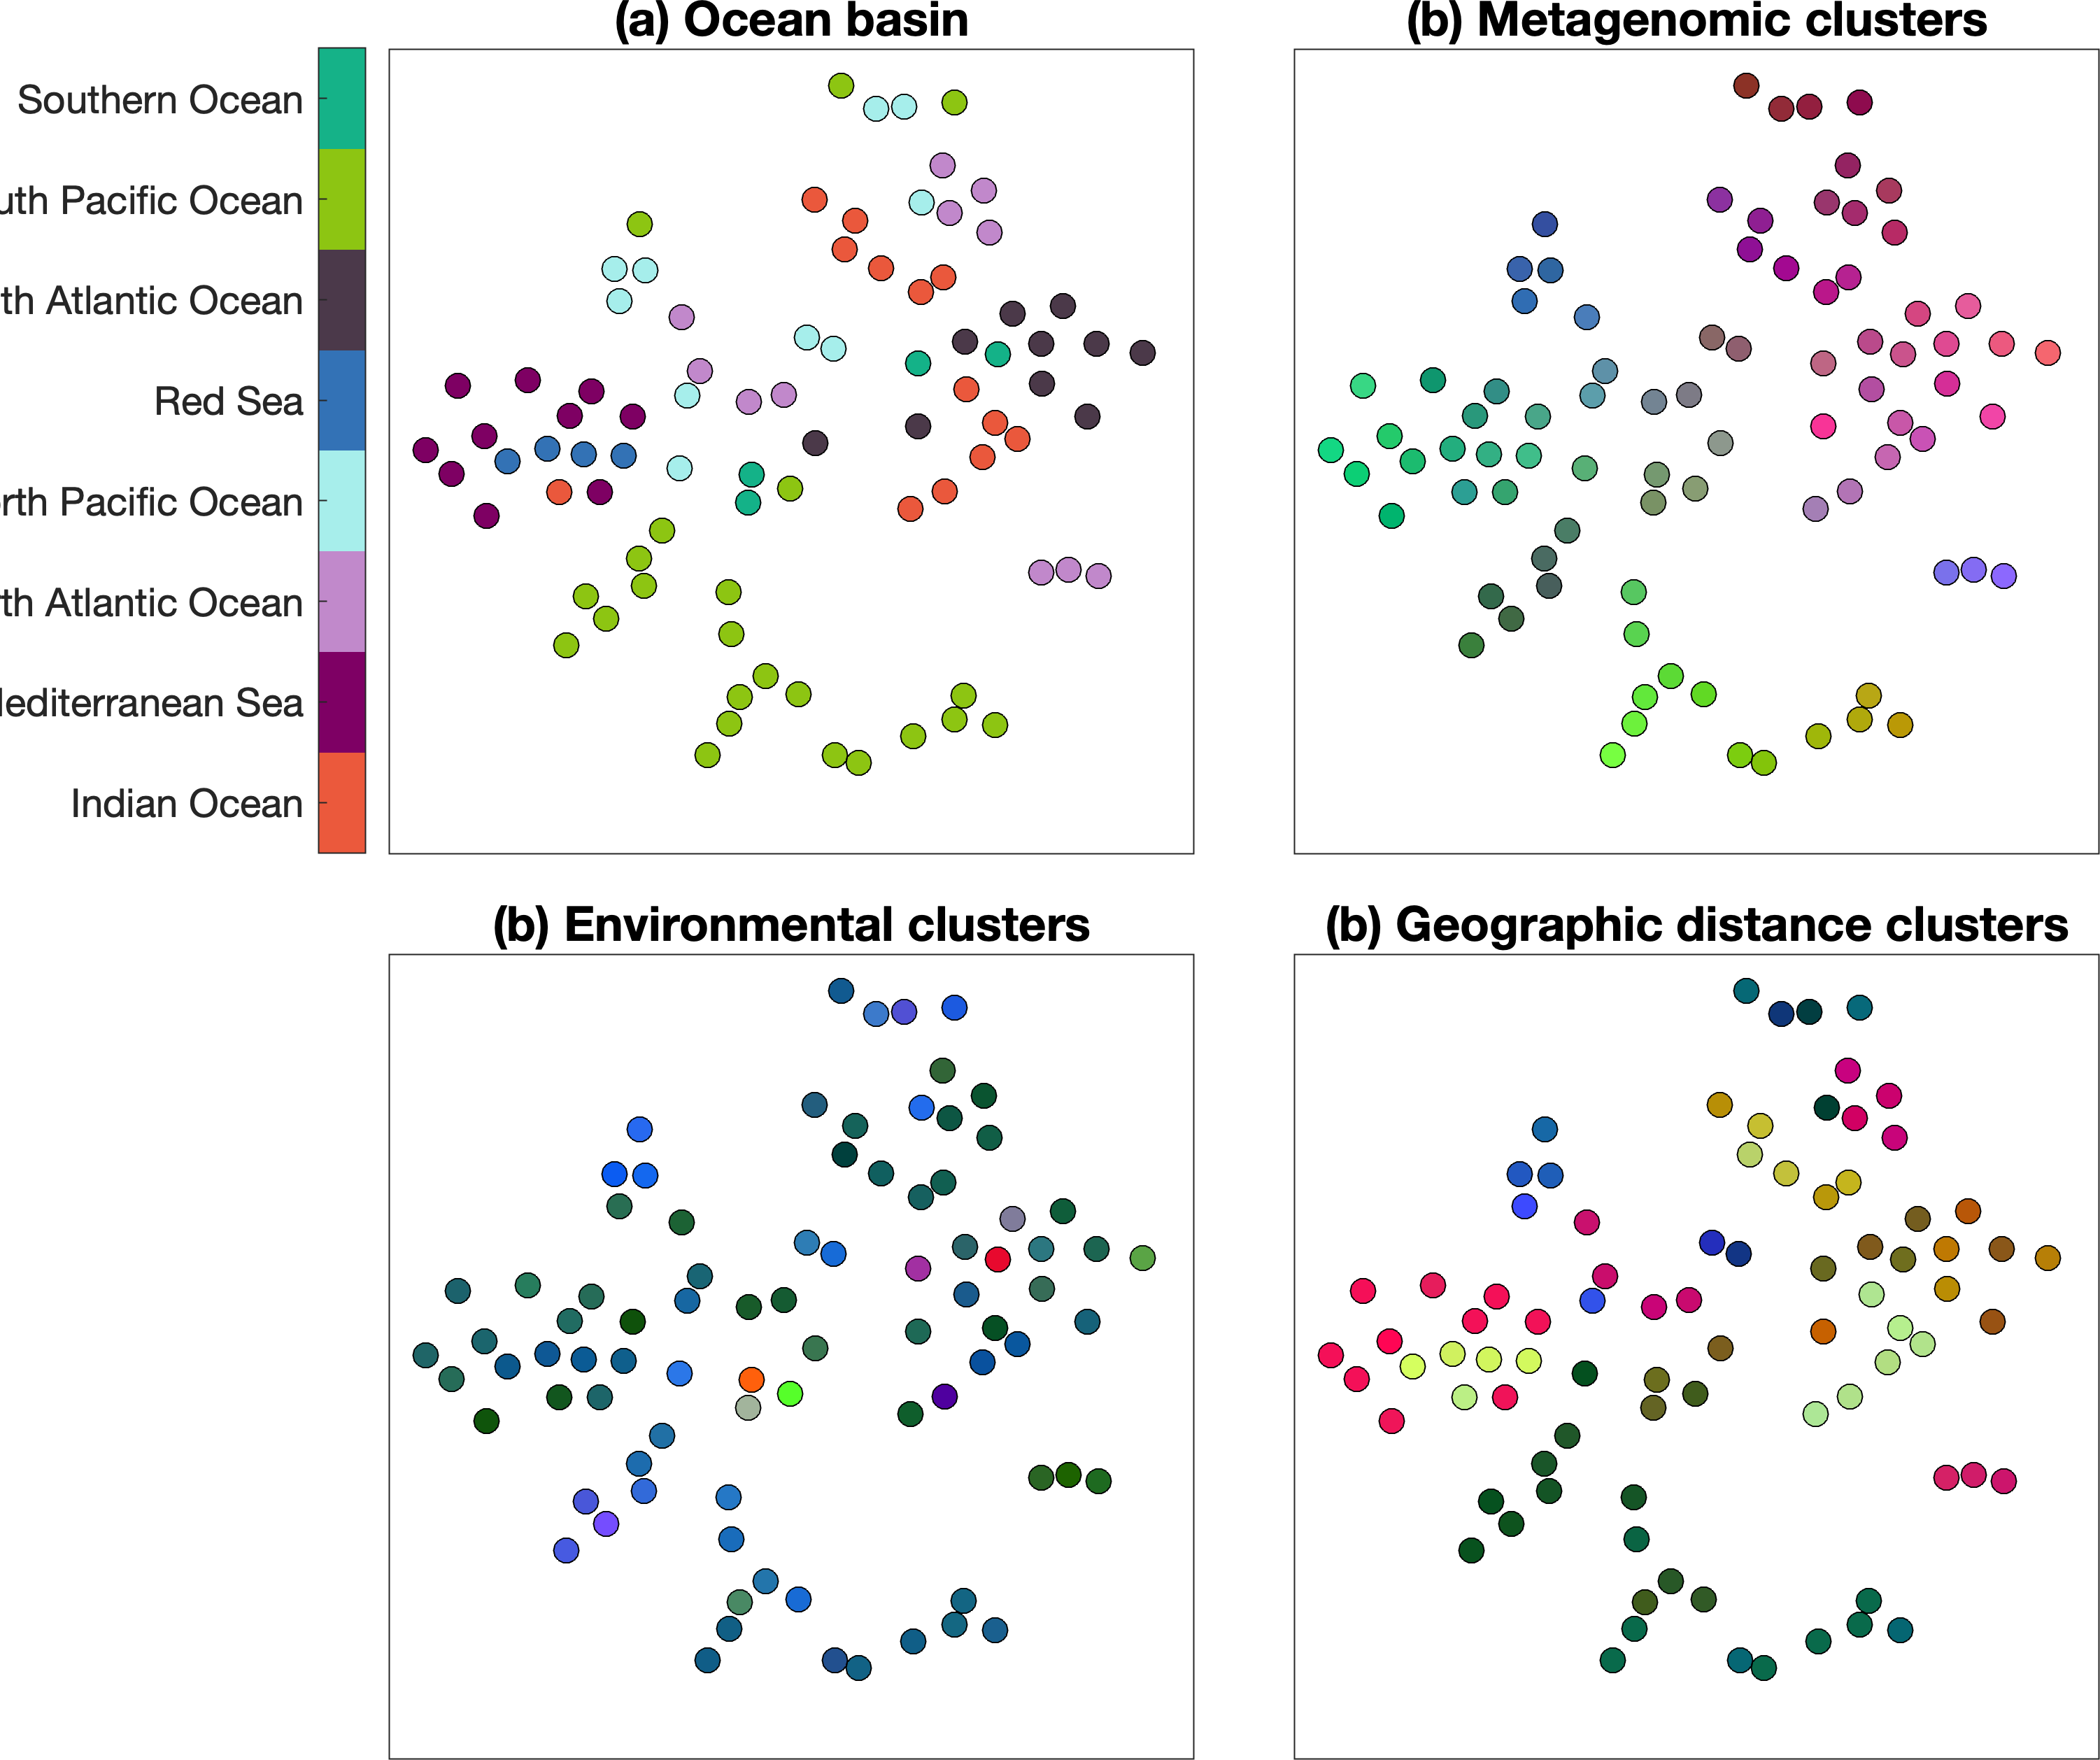 (a) Ocean basin
(b) Metagenomic clusters
Southern Ocean
uth Pacific Ocean
th Atlantic Ocean
Red Sea
rth Pacific Ocean
th Atlantic Ocean
editerranean Sea
Indian Ocean
(b) Environmental clusters
(b) Geographic distance clusters